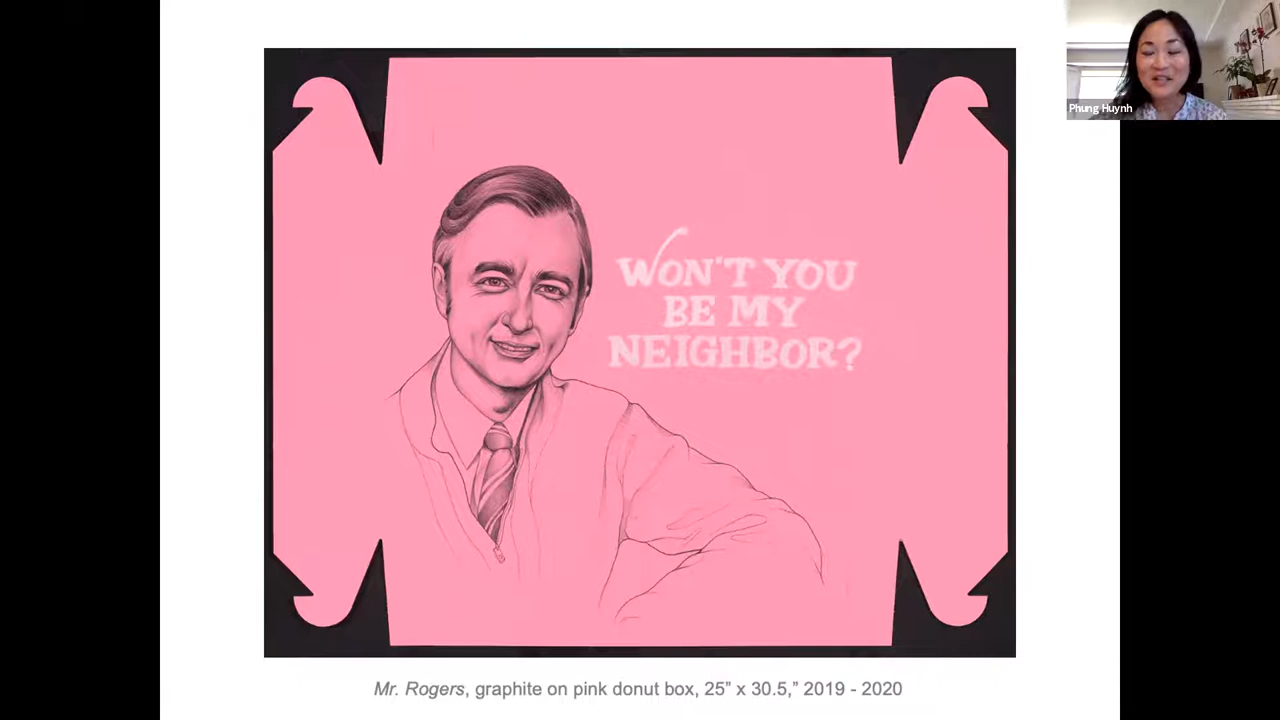 Phung Huynh
WON'T YOU
BE MY
NEIGHBOR?
Mr. Rogers, graphite on pink donut box, 25” x 30.5,” 2019 - 2020